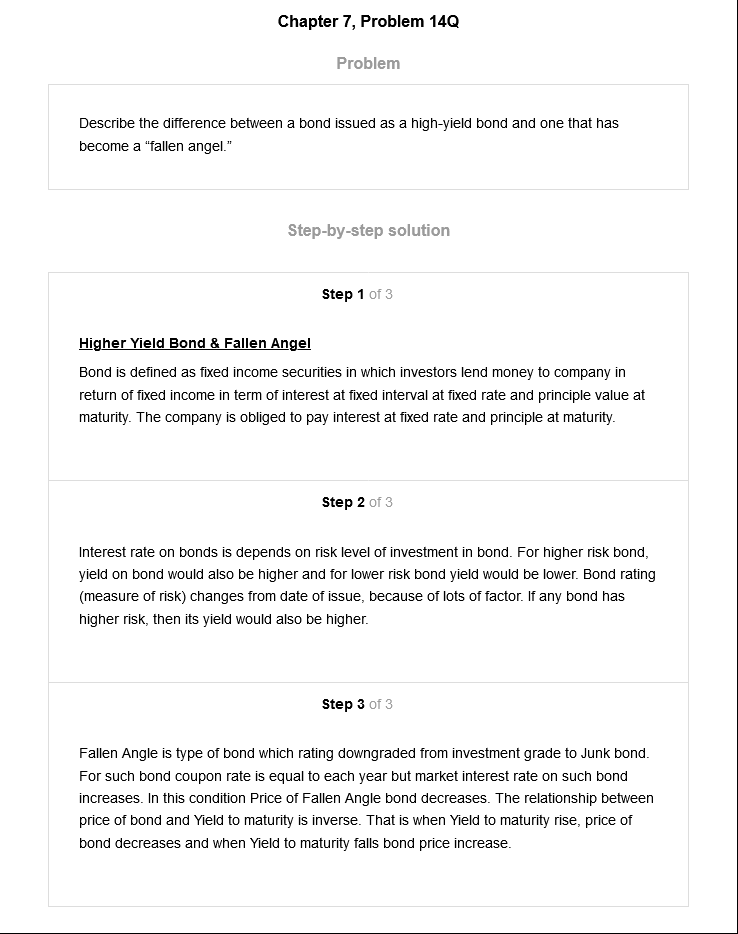 Chapter 7, Problem 14Q
Problem
Describe the difference between a bond issued as a high-yield bond and one that has
become a “fallen angel.”
Step-by-step solution
Step 1 of 3
Higher Yield Bond & Fallen Angel
Bond is defined as fixed income securities in which investors lend money to company in
return of fixed income in term of interest at fixed interval at fixed rate and principle value at
maturity. The company is obliged to pay interest at fixed rate and principle at maturity.
Step 2 of 3
Interest rate on bonds is depends on risk level of investment in bond. For higher risk bond,
yield on bond would also be higher and for lower risk bond yield would be lower. Bond rating
(measure of risk) changes from date of issue, because of lots of factor. If any bond has
higher risk, then its yield would also be higher.
Step 3 of 3
Fallen Angle is type of bond which rating downgraded from investment grade to Junk bond.
For such bond coupon rate is equal to each year but market interest rate on such bond
increases. In this condition Price of Fallen Angle bond decreases. The relationship between
price of bond and Yield to maturity is inverse. That is when Yield to maturity rise, price of
bond decreases and when Yield to maturity falls bond price increase.